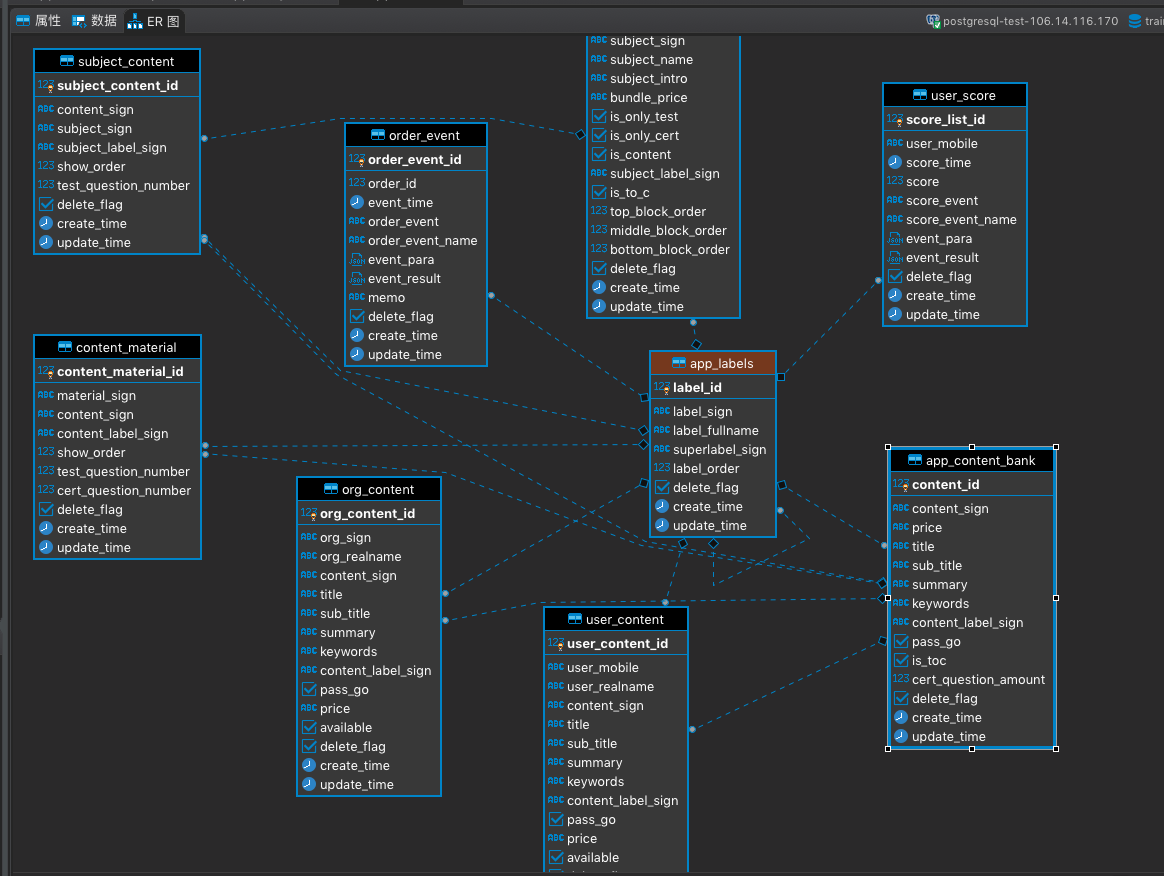 属性
数据
ER 图
postgresql-test-106.14.116.170
subject_content
subject_content_id
content_sign
subject_sign
subject_label_sign
show_order
test_question_number
delete_flag
create_time
update_time
order_event
order_event_id
order_id
event_time
order_event
order_event_name
event_para
event_result
memo
delete_flag
create_time
update_time
subject_sign
subject_name
subject_intro
bundle_price
is_only_test
is_only_cert
is_content
subject_label_sign
is_to_c
top_block_order
middle_block_order
bottom_block_order
delete_flag
create_time
update_time
user_score
score_list_id
user_mobile
score_time
score
score_event
score_event_name
event_para
event_result
delete_flag
create_time
update_time
content_material
content_material_id
material_sign
content_sign
content_label_sign
show_order
test_question_number
cert_question_number
delete_flag
create_time
update_time
app_labels
label_id
label_sign
label_fullname
superlabel_sign
label_order
delete_flag
create_time
update_time
org_content
org_content_id
org_sign
org_realname
content_sign
title
sub_title
summary
keywords
content_label_sign
pass_go
price
available
delete_flag
create_time
update_time
app_content_bank
content_id
content_sign
price
title
sub_title
summary
keywords
content_label_sign
pass_go
is_toc
cert_question_amount
delete_flag
create_time
update_time
user_content
user_content_id
user_mobile
user_realname
content_sign
title
sub_title
summary
keywords
content_label_sign
pass_go
price
available